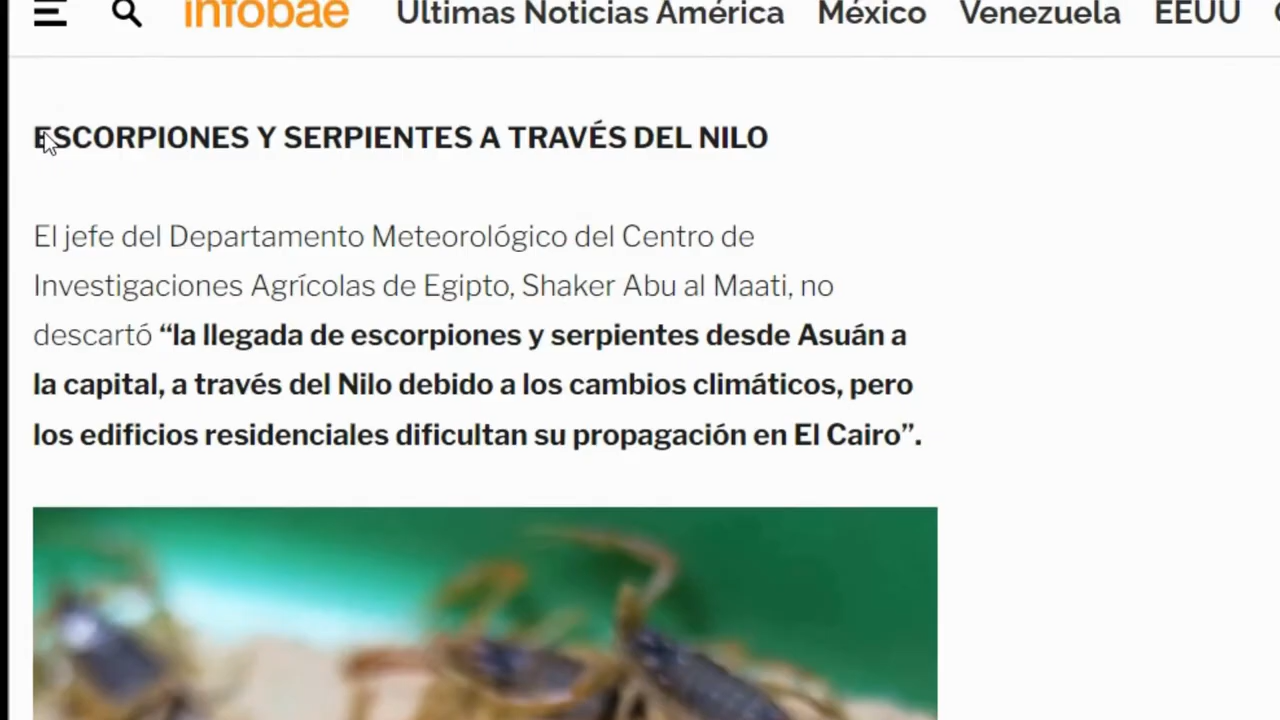 infobae Últimas Noticias América México Venezuela EEUU
ESCORPIONES Y SERPIENTES A TRAVÉS DEL NILO
El jefe del Departamento Meteorológico del Centro de
Investigaciones Agrícolas de Egipto, Shaker Abu al Maati, no
descartó “la llegada de escorpiones y serpientes desde Asuán a
la capital, a través del Nilo debido a los cambios climáticos, pero
los edificios residenciales dificultan su propagación en El Cairo”.